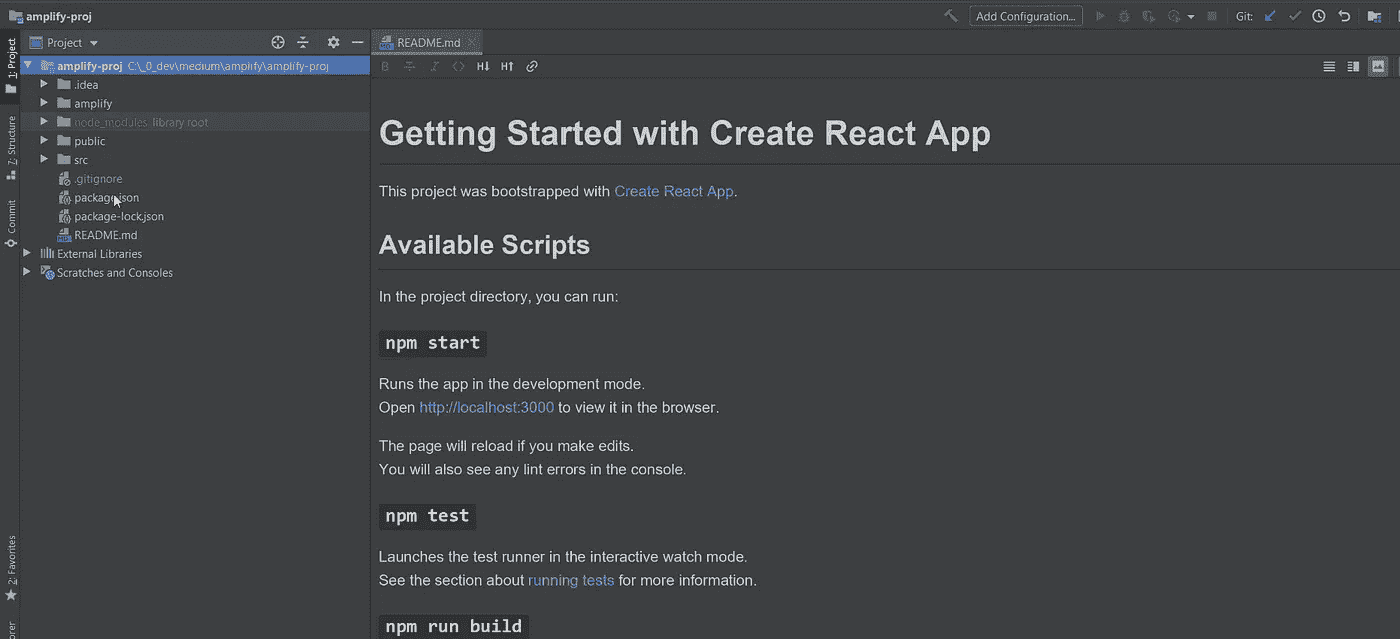 amplify-proj
Add Configuration...
Git:
1: Project
Project
README.md
amplify-proj C:\_0_dev\medium\amplify\amplify-proj
H↓ H↑
.idea
amplify
node_modules library root
public
src
.gitignore
package.json
package-lock.json
README.md
External Libraries
Scratches and Consoles
7: Structure
Commit
2: Favorites
Getting Started with Create React App
This project was bootstrapped with Create React App.
Available Scripts
In the project directory, you can run:
npm start
Runs the app in the development mode.
Open http://localhost:3000 to view it in the browser.
The page will reload if you make edits.
You will also see any lint errors in the console.
npm test
Launches the test runner in the interactive watch mode.
See the section about running tests for more information.
npm run build